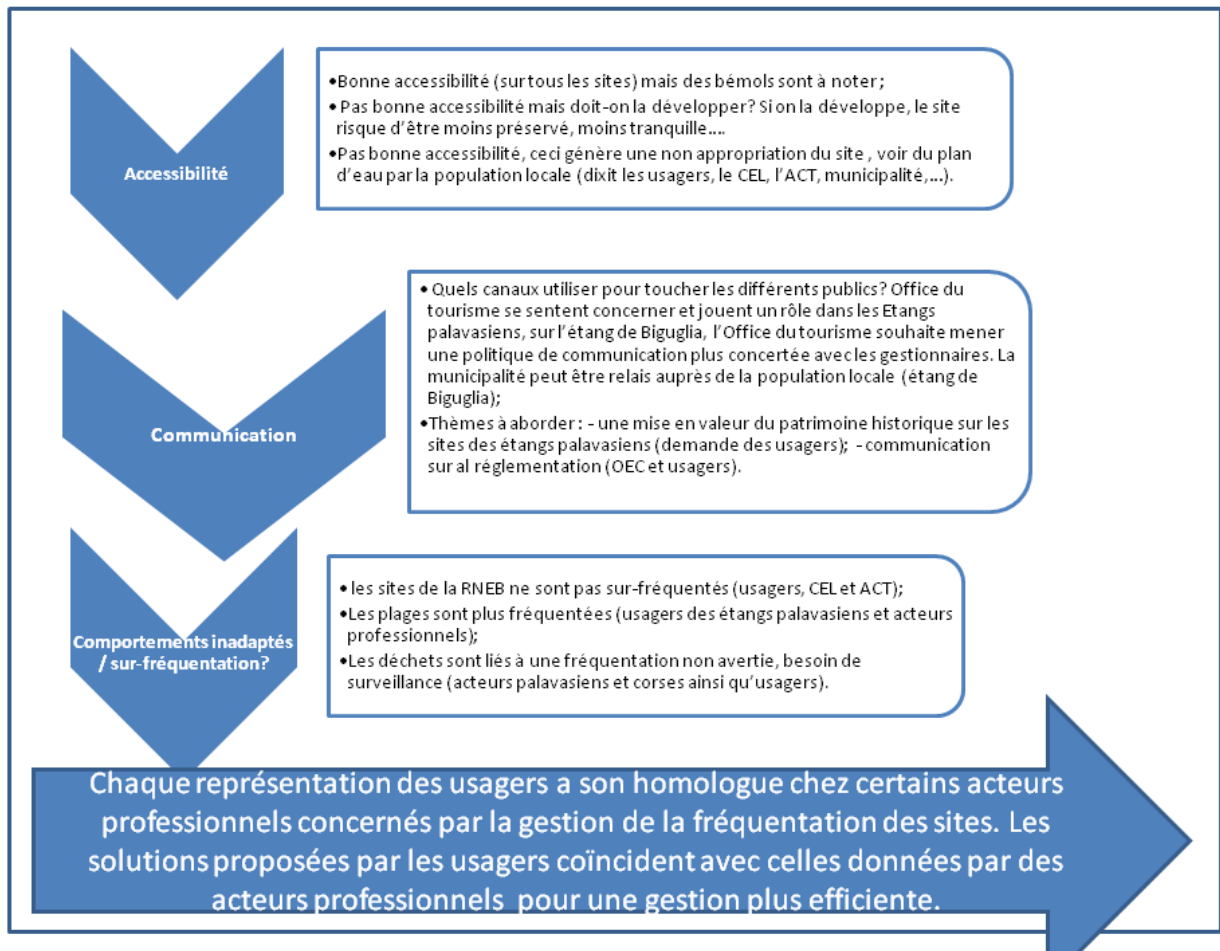 Accessibilité
•Bonne accessibilité (sur tous les sites) mais des bémols sont à noter ;
• Pas bonne accessibilité mais doit-on la développer? Si on la développe, le site
risque d'être moins préservé, moins tranquille....
•Pas bonne accessibilité, ceci génère une non appropriation du site , voir du plan
d'eau par la population locale (dixit les usagers, le CEL, l'ACT, municipalité,...).
Communication
• Quels canaux utiliser pour toucher les différents publics? Office du
tourisme se sentent concerner et jouent un rôle dans les Etangs
palavasiens, sur l'étang de Biguglia, l'Office du tourisme souhaite mener
une politique de communication plus concertée avec les gestionnaires. La
municipalité peut être relais auprès de la population locale (étang de
Biguglia);
•Thèmes à aborder : - une mise en valeur du patrimoine historique sur les
sites des étangs palavasiens (demande des usagers); - communication
sur al réglementation (OEC et usagers).
Comportements inadaptés
/ sur-fréquentation?
• les sites de la RNEB ne sont pas sur-fréquentés (usagers, CEL et ACT);
•Les plages sont plus fréquentées (usagers des étangs palavasiens et acteurs
professionnels);
•Les déchets sont liés à une fréquentation non avertie, besoin de
surveillance (acteurs palavasiens et corses ainsi qu'usagers).
Chaque représentation des usagers a son homologue chez certains acteurs
professionnels concernés par la gestion de la fréquentation des sites. Les
solutions proposées par les usagers coïncident avec celles données par des
acteurs professionnels pour une gestion plus efficiente.